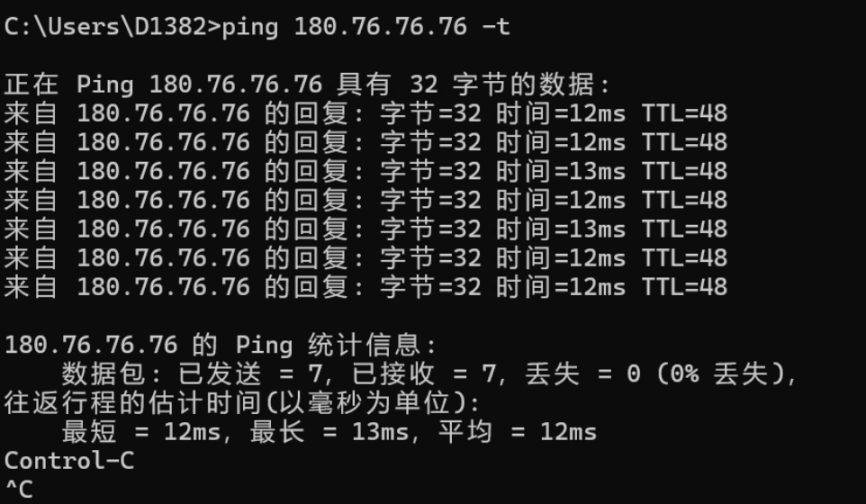 C:\Users\D1382>ping 180.76.76.76 -t
正在 Ping 180.76.76.76 具有 32 字节的数据:
来自 180.76.76.76 的回复: 字节=32 时间=12ms TTL=48
来自 180.76.76.76 的回复: 字节=32 时间=12ms TTL=48
来自 180.76.76.76 的回复: 字节=32 时间=13ms TTL=48
来自 180.76.76.76 的回复: 字节=32 时间=12ms TTL=48
来自 180.76.76.76 的回复: 字节=32 时间=13ms TTL=48
来自 180.76.76.76 的回复: 字节=32 时间=12ms TTL=48
来自 180.76.76.76 的回复: 字节=32 时间=12ms TTL=48
180.76.76.76 的 Ping 统计信息:
数据包: 已发送 = 7, 已接收 = 7, 丢失 = 0 (0% 丢失),
往返行程的估计时间(以毫秒为单位):
最短 = 12ms, 最长 = 13ms, 平均 = 12ms
Control-C
^C